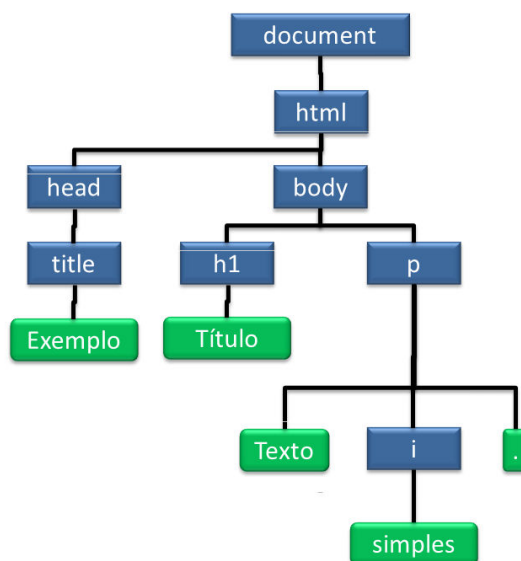 document
html
head
body
title
h1
p
Exemplo
Título
Texto
i
.
simples